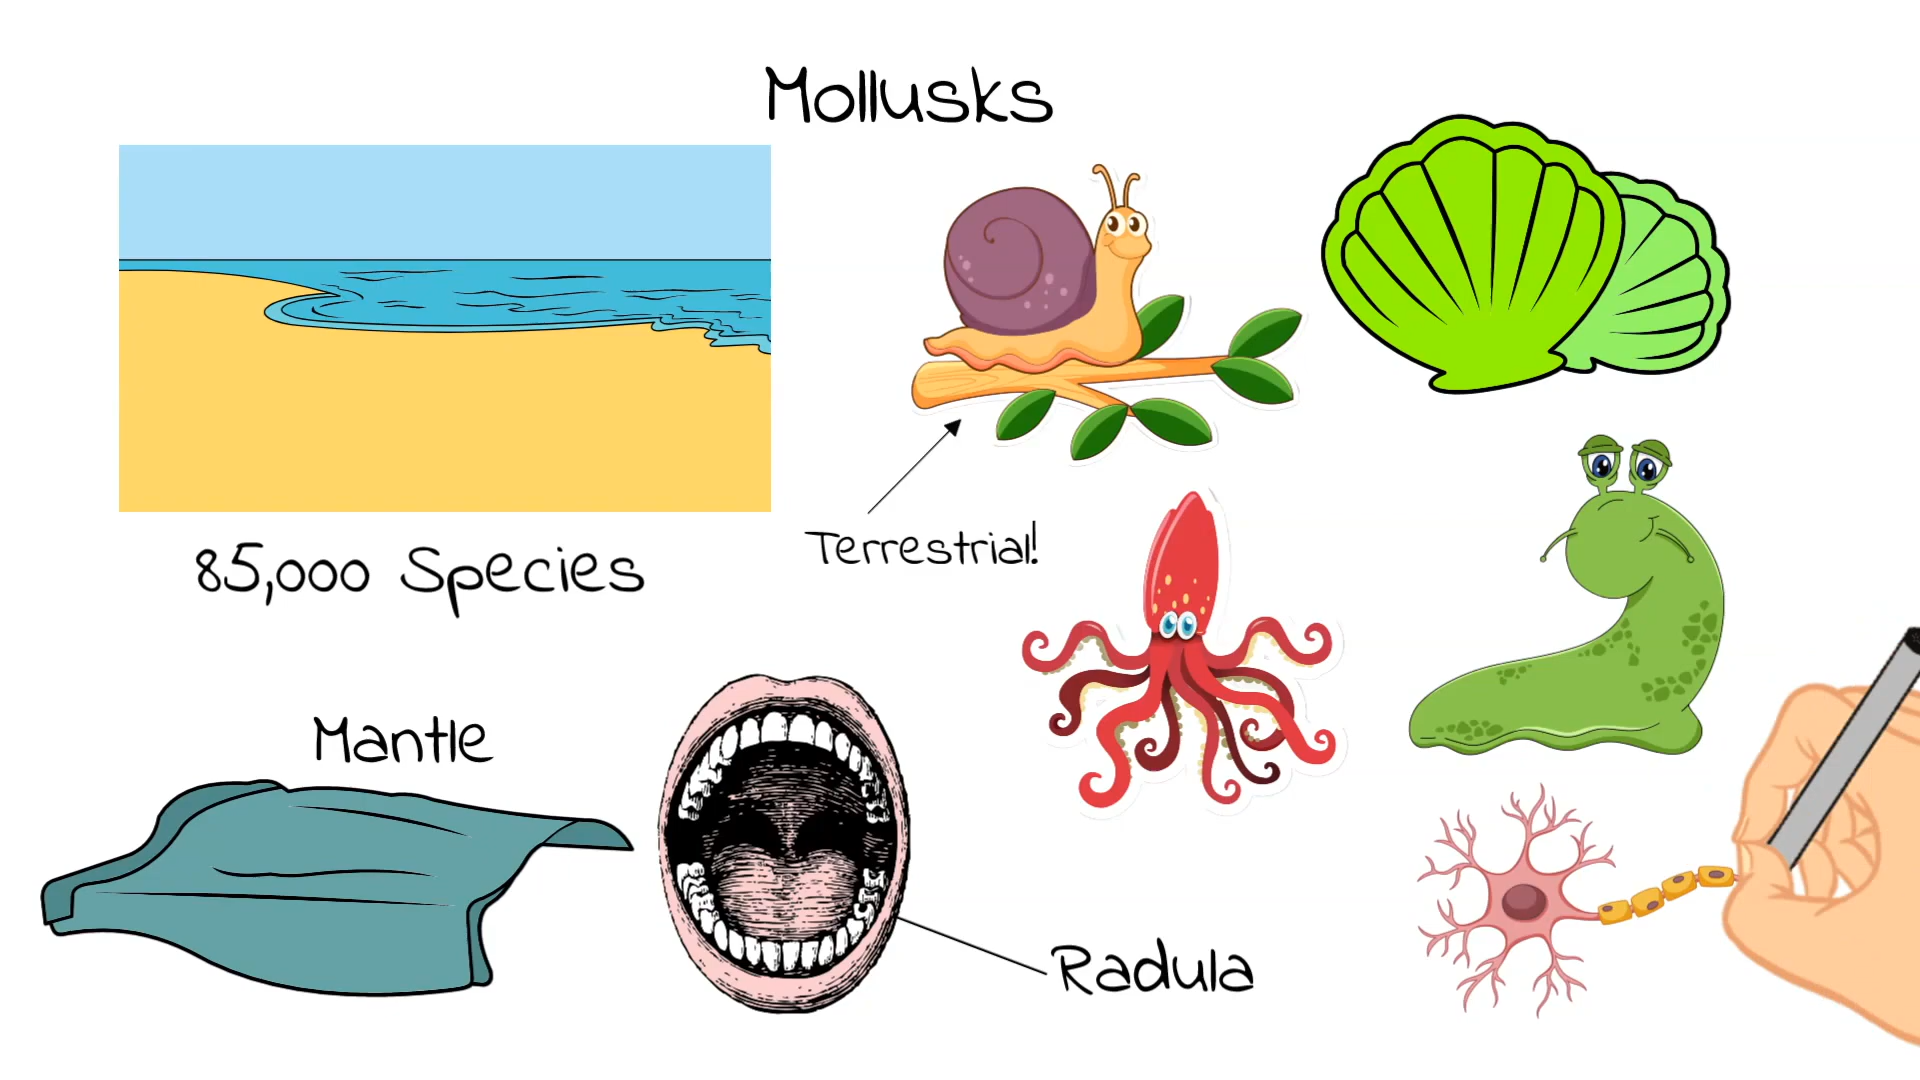 Mollusks
Terrestrial!
85,000 Species
Mantle
Radula